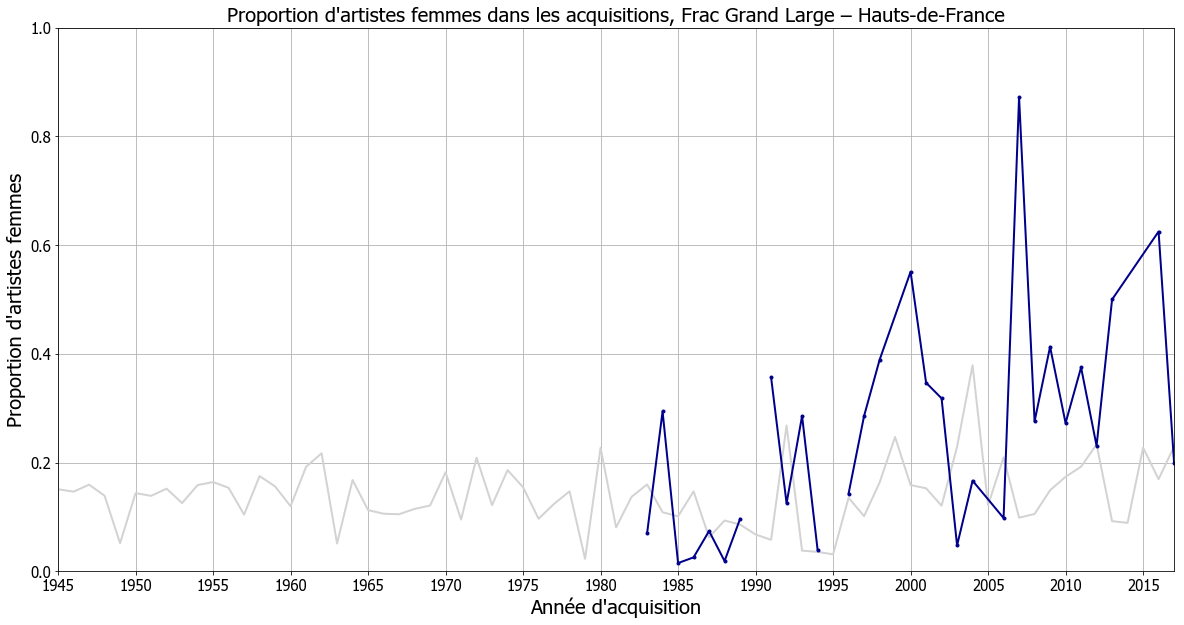 Proportion d'artistes femmes dans les acquisitions, Frac Grand Large – Hauts-de-France
1.0
0.8
0.6
0.4
0.2
0.0
Proportion d'artistes femmes
1945 1950 1955 1960 1965 1970 1975 1980 1985 1990 1995 2000 2005 2010 2015
Année d'acquisition